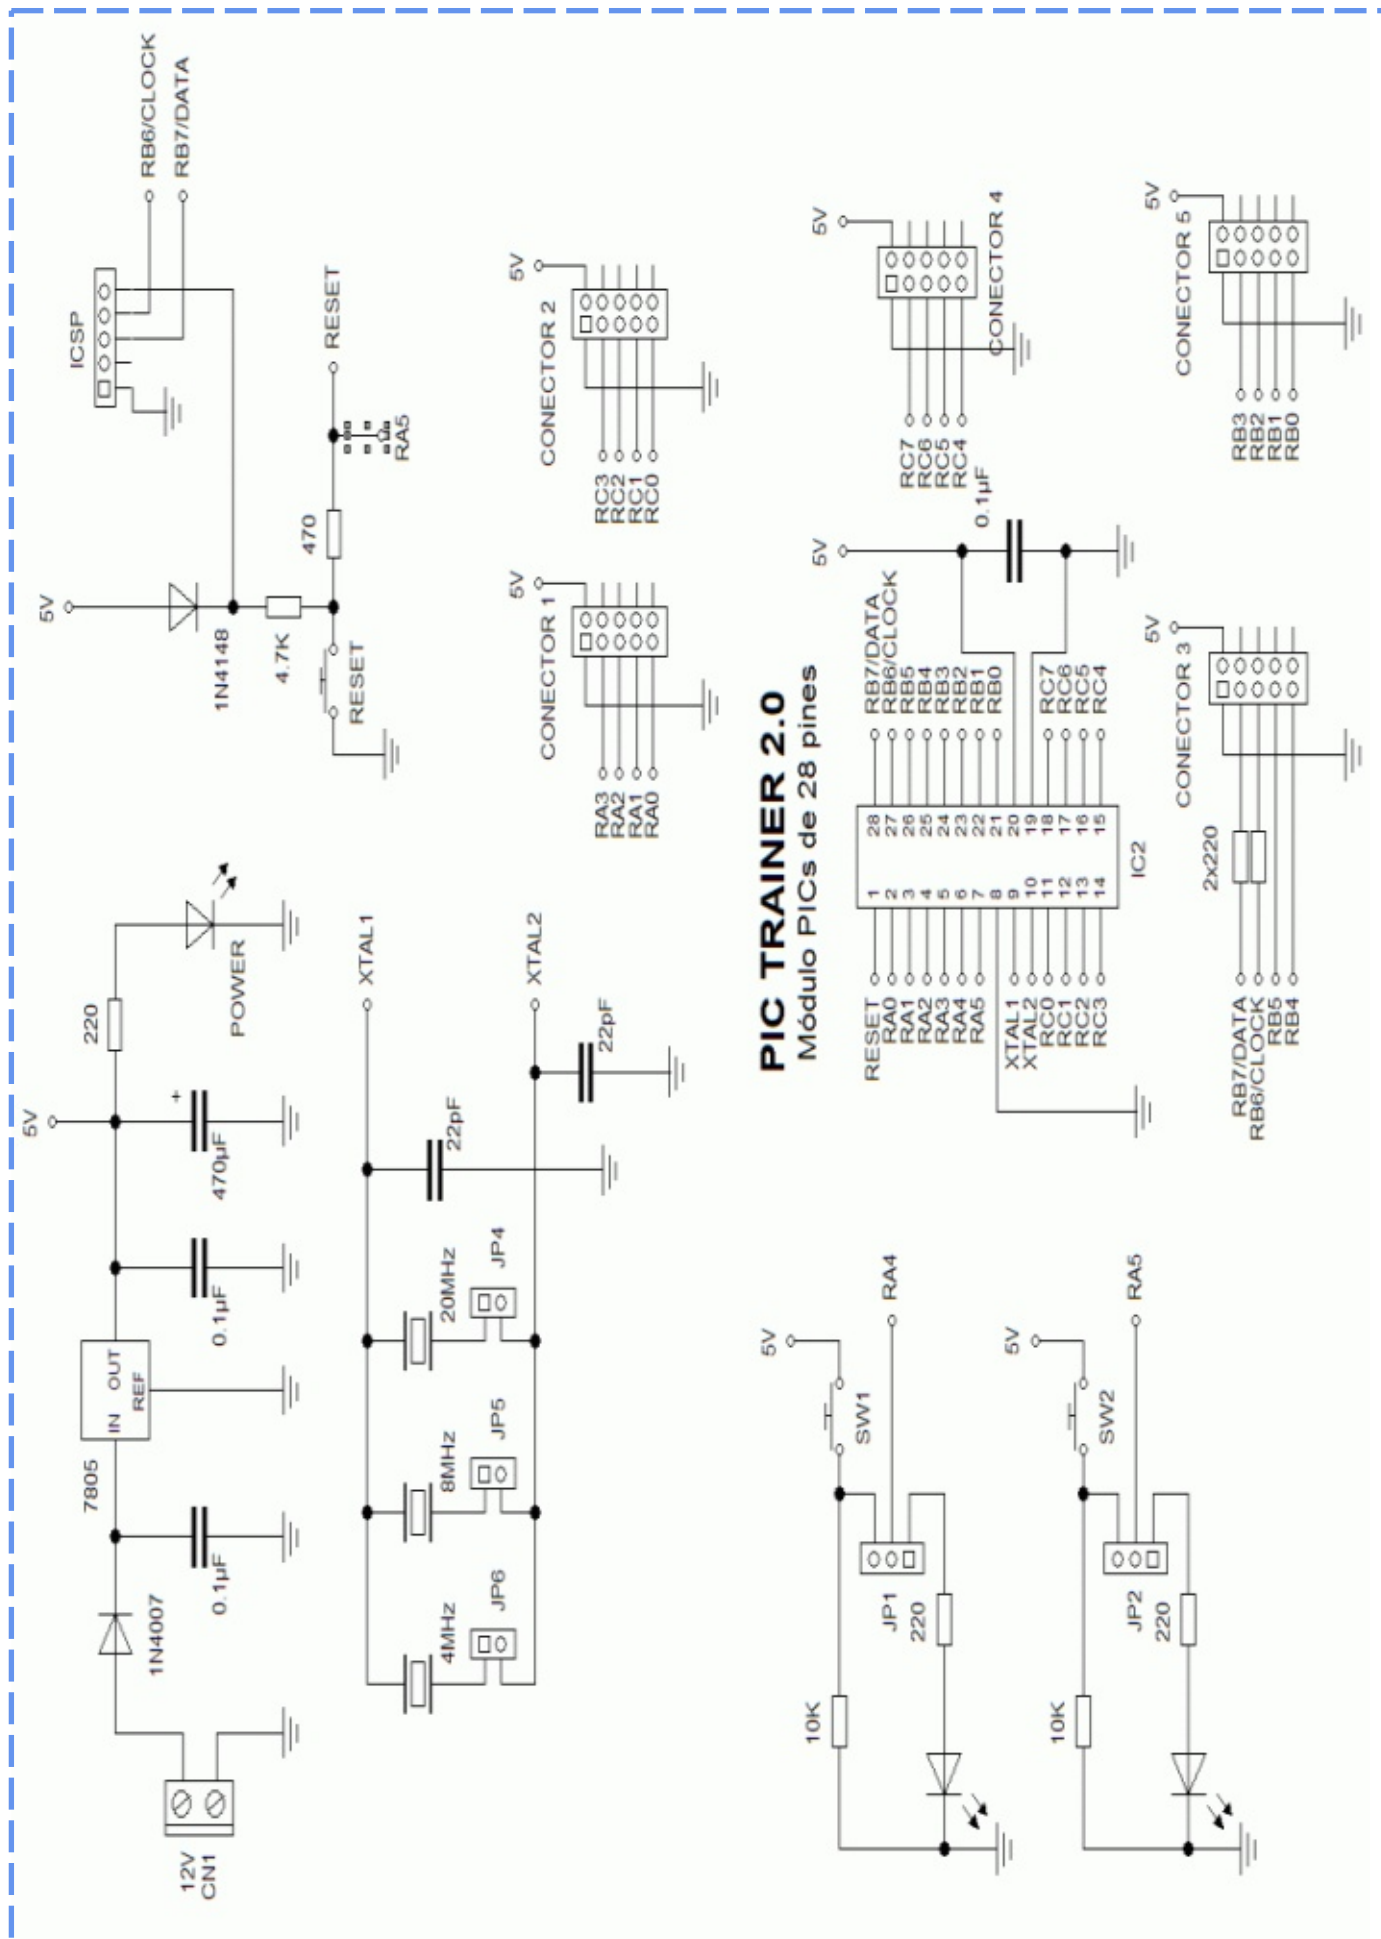 12V
CN1
1N4007
0.1µF
7805
IN
OUT
REF
0.1µF
5V
470µF
+
220
POWER
5V
1N4148
4.7K
RESET
470
RESET
RA5
ICSP
RB6/CLOCK
RB7/DATA
4MHz
JP6
8MHz
JP5
20MHz
JP4
22pF
22pF
XTAL1
XTAL2
CONECTOR 1
5V
RA3
RA2
RA1
RA0
CONECTOR 2
5V
RC3
RC2
RC1
RC0
PIC TRAINER 2.0
Módulo PICs de 28 pines
5V
SW1
RA4
JP1
10K
220
5V
SW2
RA5
JP2
10K
220
RESET 1 28 RB7/DATA
RA0 2 27 RB6/CLOCK
RA1 3 26 RB5
RA2 4 25 RB4
RA3 5 24 RB3
RA4 6 23 RB2
RA5 7 22 RB1
8 21 RB0
XTAL1 9 20
XTAL2 10 19
RC0 11 18 RC7
RC1 12 17 RC6
RC2 13 16 RC5
RC3 14 15 RC4
IC2
5V
0.1µF
5V
RC7
RC6
RC5
RC4
CONECTOR 4
CONECTOR 3
5V
2x220
RB7/DATA
RB6/CLOCK
RB5
RB4
CONECTOR 5
5V
RB3
RB2
RB1
RB0